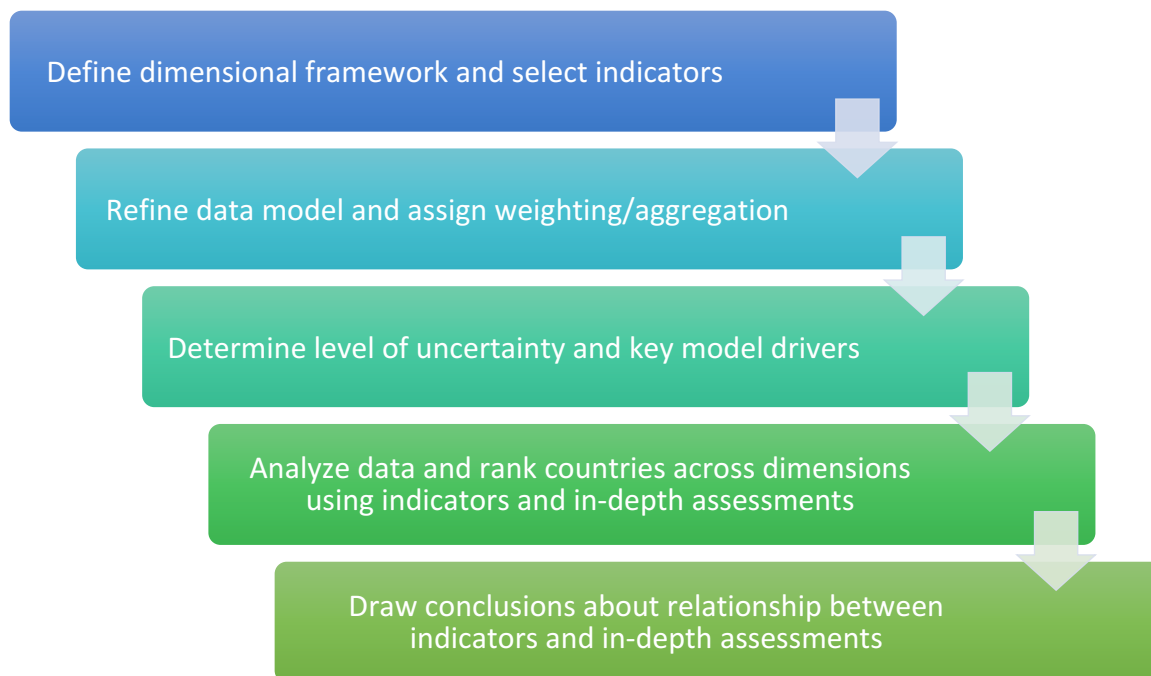 Define dimensional framework and select indicators
Refine data model and assign weighting/aggregation
Determine level of uncertainty and key model drivers
Analyze data and rank countries across dimensions
using indicators and in-depth assessments
Draw conclusions about relationship between
indicators and in-depth assessments